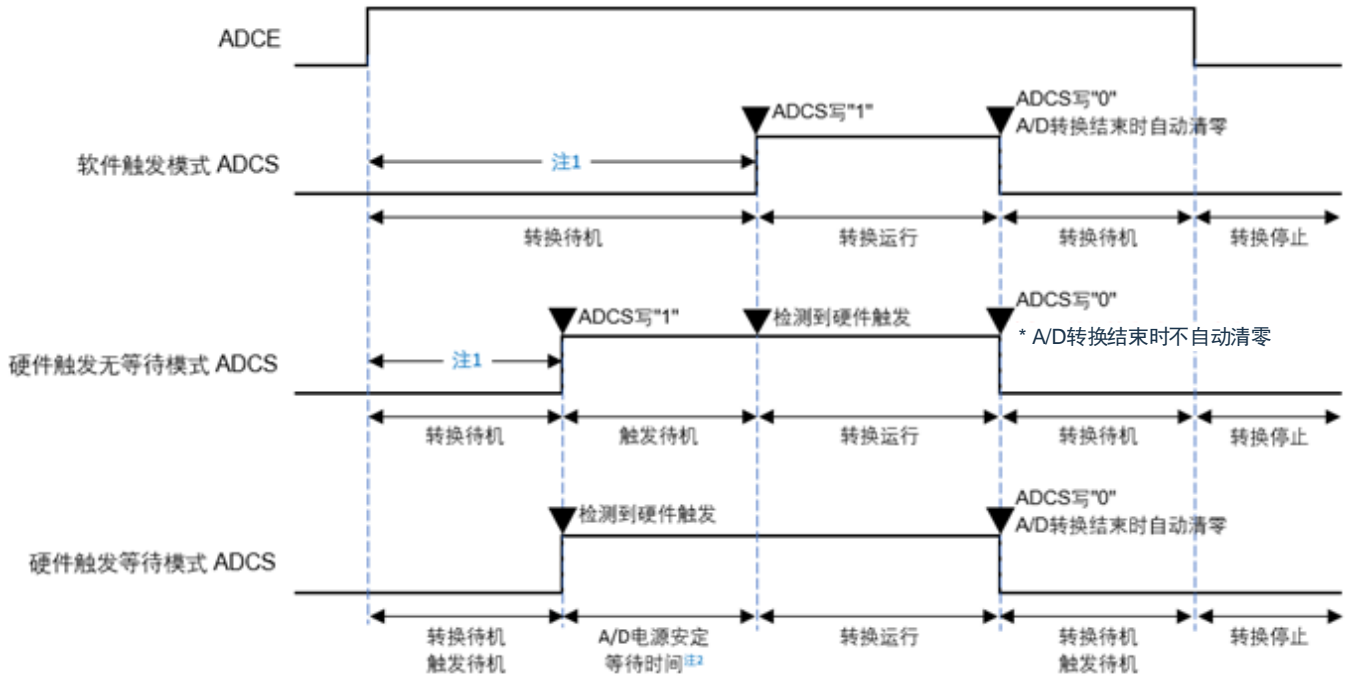 ADCE
ADCS写"1"
ADCS写"0"
A/D转换结束时自动清零
软件触发模式 ADCS
注1
转换待机
转换运行
转换待机
转换停止
ADCS写"1"
检测到硬件触发
ADCS写"0"
* A/D转换结束时不自动清零
硬件触发无等待模式 ADCS
注1
转换待机
触发待机
转换运行
转换待机
转换停止
检测到硬件触发
ADCS写"0"
A/D转换结束时自动清零
硬件触发等待模式 ADCS
转换待机
触发待机
A/D电源安定
等待时间注2
转换运行
转换待机
触发待机
转换停止